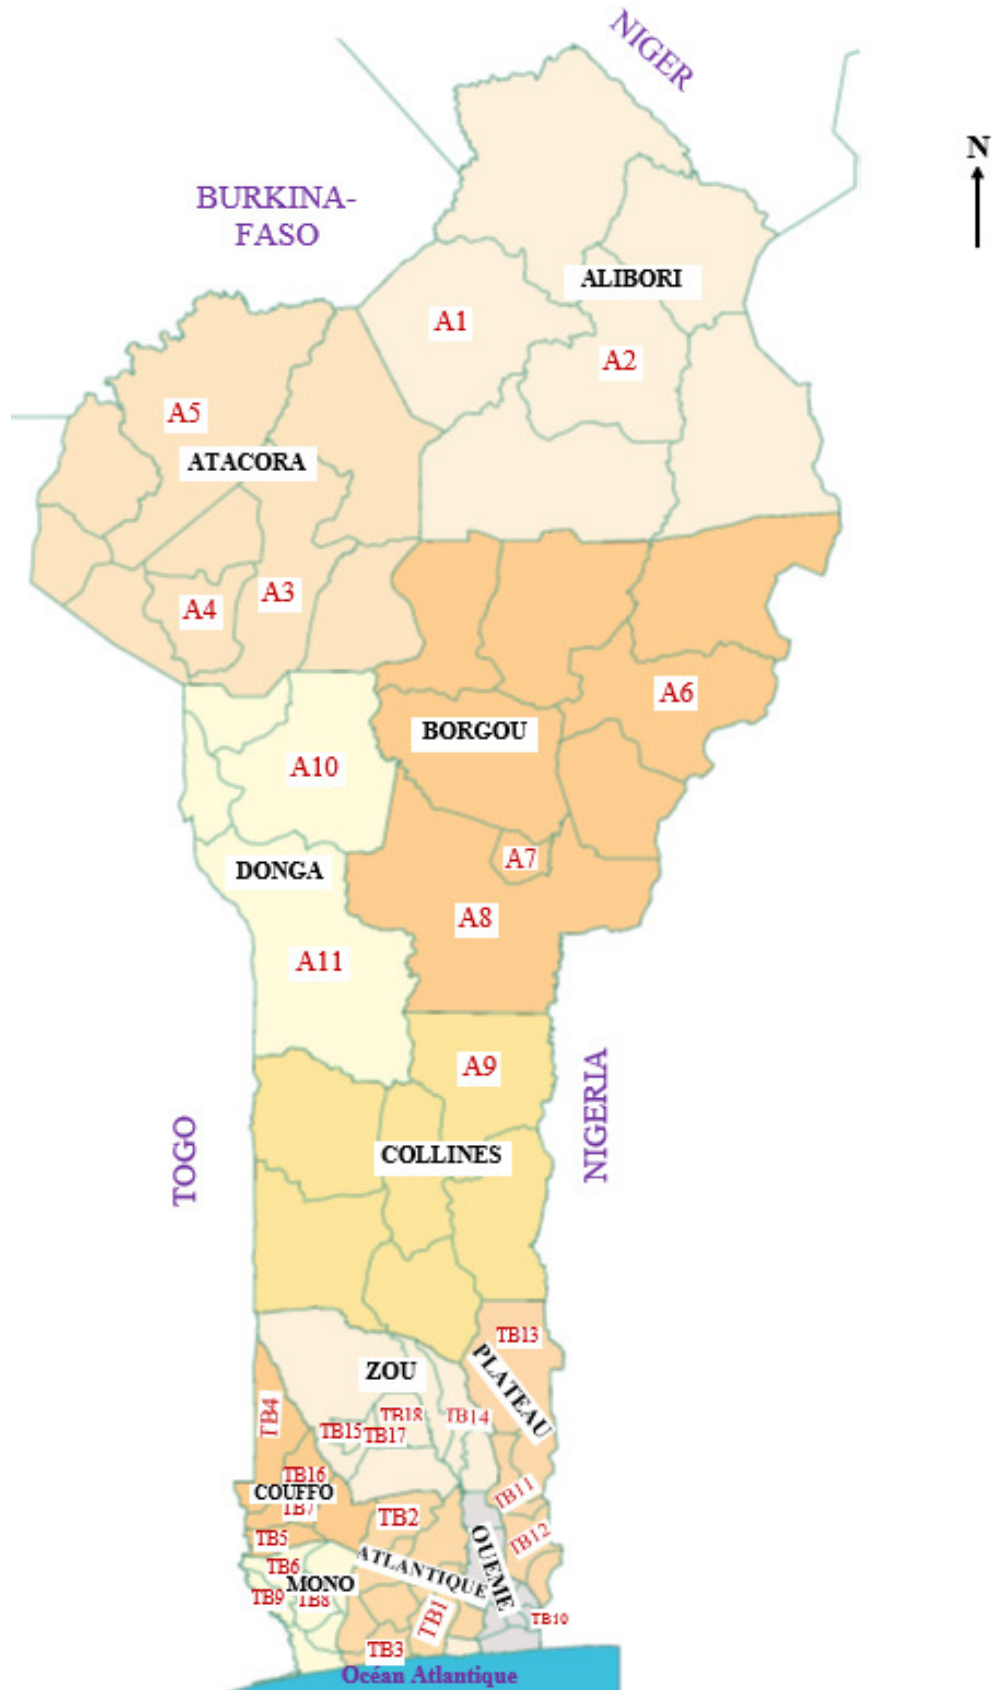 NIGER
N
BURKINA-
FASO
ALIBORI
A1
A2
A5
ATACORA
A3
A4
A6
BORGOU
A10
A7
DONGA
A8
A11
A9
NIGERIA
TOGO
COLLINES
TB13
PLATEAU
ZOU
TB4
TB18
TB14
TB15
TB17
TB16
COUFFO
TB7
TB11
TB2
TB5
TB12
OUEME
ATLANTIQUE
TB6
MONO
TB9
TB8
TB1
TB10
TB3
Océan Atlantique